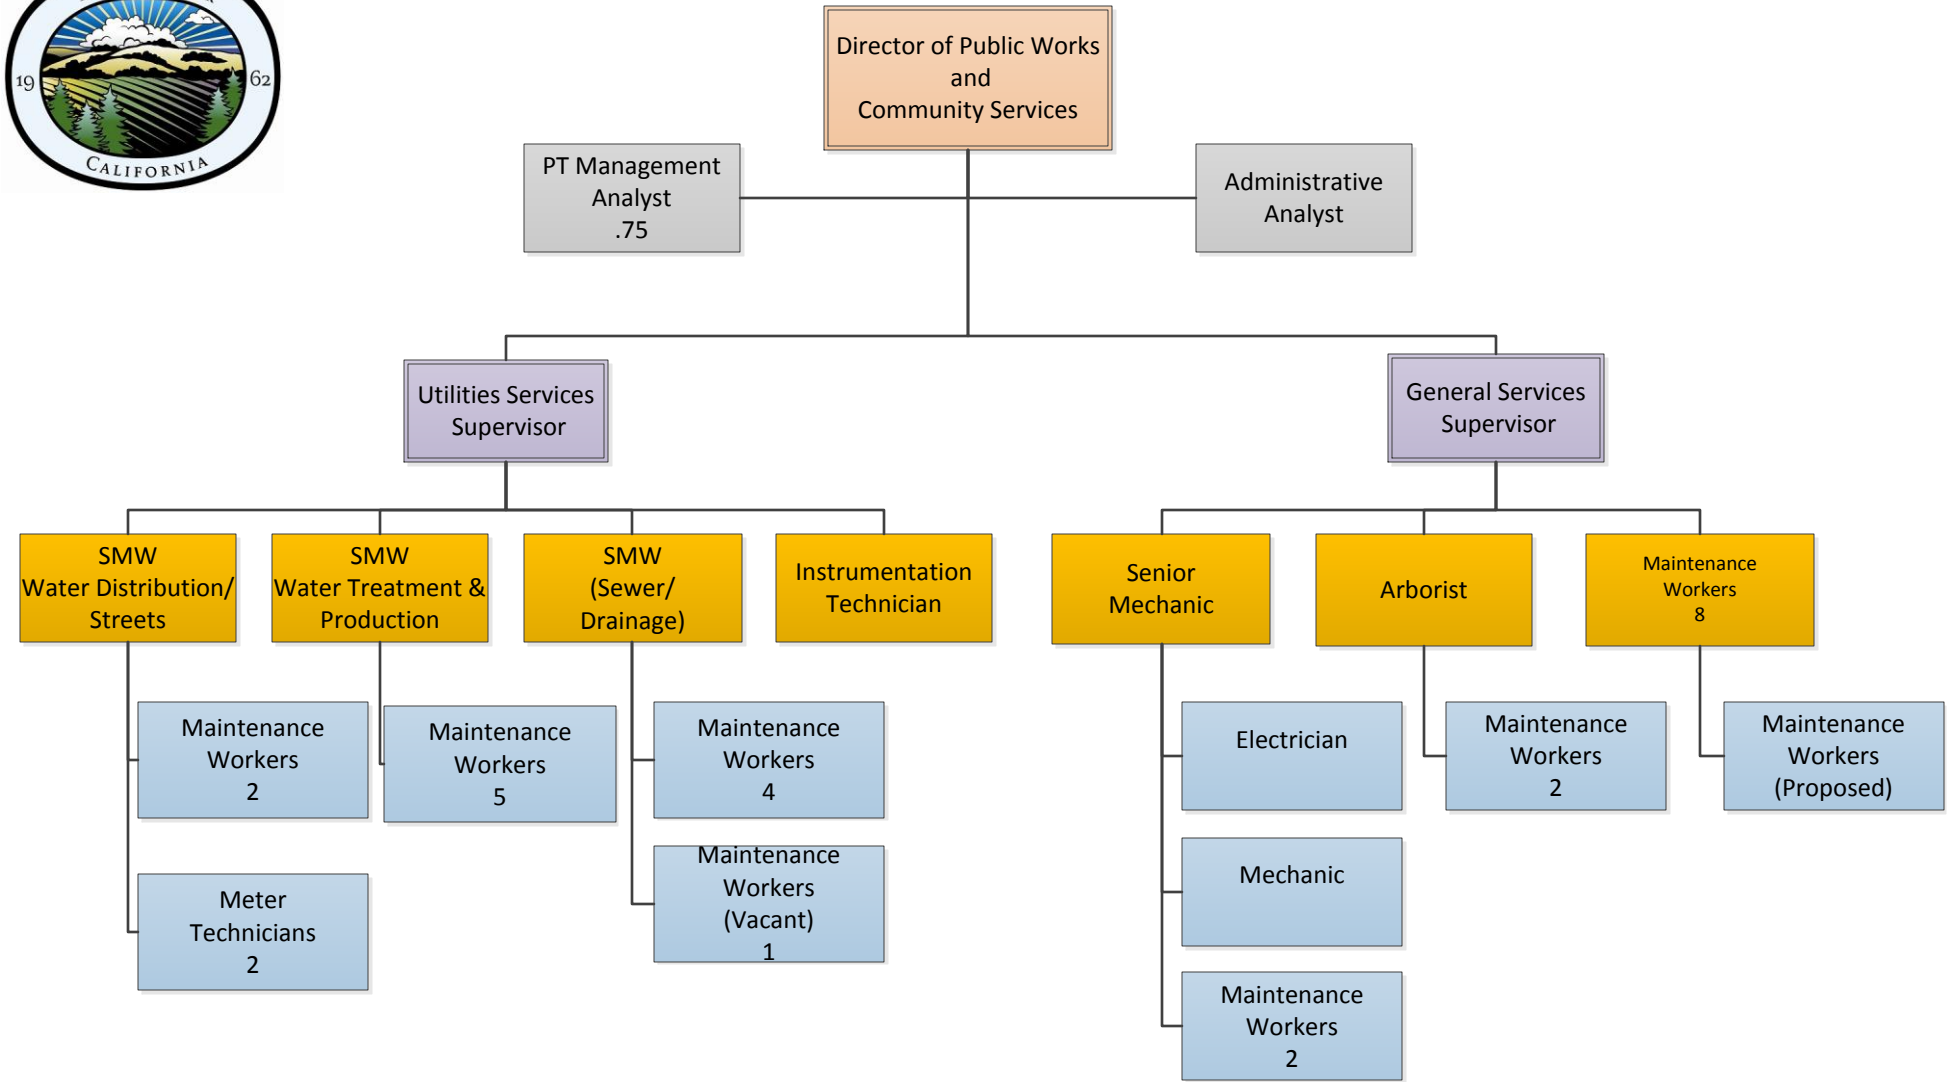 19
62
CALIFORNIA
Director of Public Works
and
Community Services
PT Management
Analyst
.75
Administrative
Analyst
Utilities Services
Supervisor
General Services
Supervisor
SMW
Water Distribution/
Streets
SMW
Water Treatment &
Production
SMW
(Sewer/
Drainage)
Instrumentation
Technician
Senior
Mechanic
Arborist
Maintenance
Workers
8
Maintenance
Workers
2
Maintenance
Workers
5
Maintenance
Workers
4
Electrician
Maintenance
Workers
2
Maintenance
Workers
(Proposed)
Meter
Technicians
2
Maintenance
Workers
(Vacant)
1
Mechanic
Maintenance
Workers
2